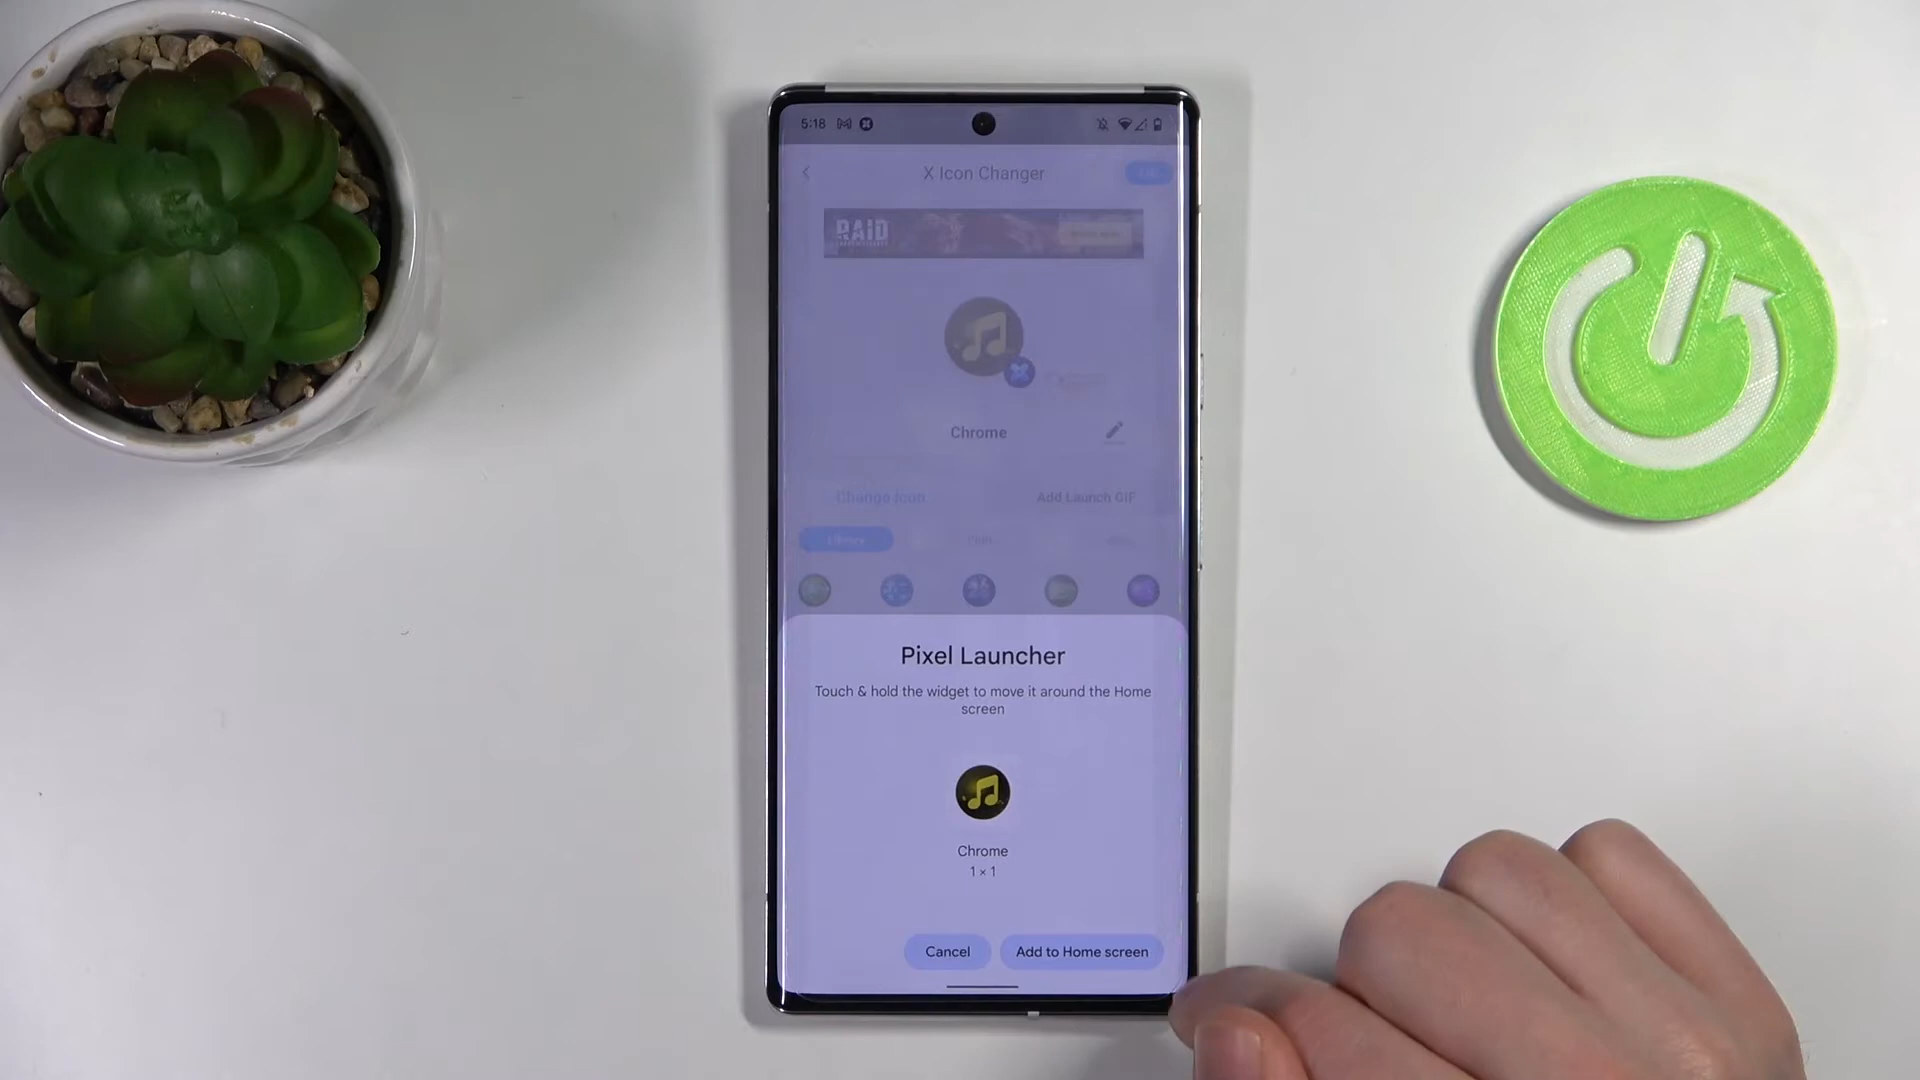 5:18
X Icon Changer
RAID
Chrome
Change Icon
Add Launch GIF
Library
Pixel Launcher
Touch & hold the widget to move it around the Home
screen
Chrome
1 × 1
Cancel
Add to Home screen